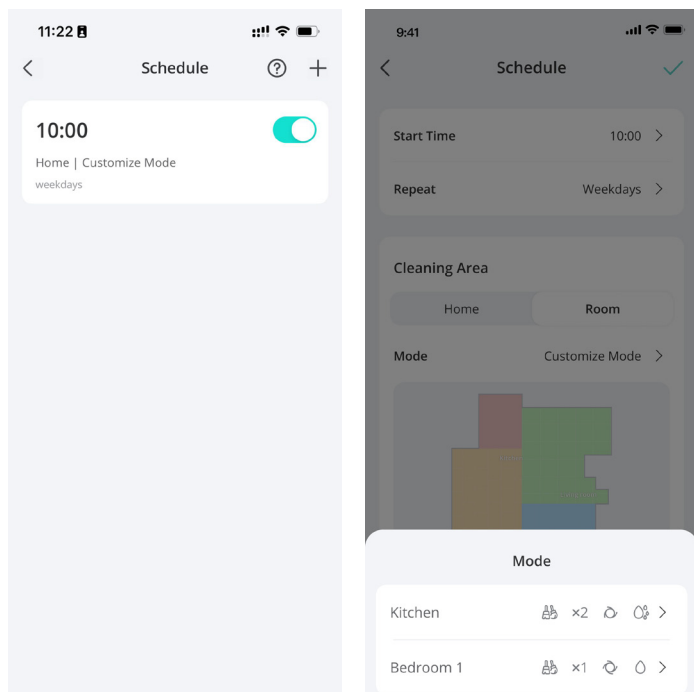 11:22
Schedule
10:00
Home | Customize Mode
weekdays
9:41
Schedule
Start Time 10:00
Repeat Weekdays
Cleaning Area
Home Room
Mode Customize Mode
Mode
Kitchen ×2
Bedroom 1 ×1